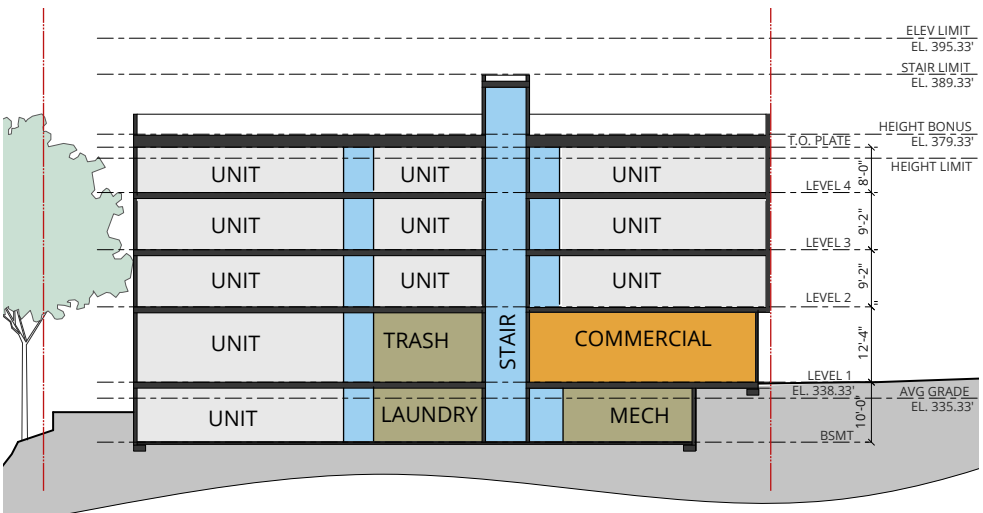 ELEV LIMIT
EL. 395.33'
STAIR LIMIT
EL. 389.33'
HEIGHT BONUS
T.O. PLATE
EL. 379.33'
HEIGHT LIMIT
UNIT UNIT UNIT
8'-0"
LEVEL 4
UNIT UNIT UNIT
9'-2"
LEVEL 3
UNIT UNIT UNIT
9'-2"
LEVEL 2
UNIT TRASH STAIR COMMERCIAL
12'-4"
LEVEL 1
EL. 338.33'
AVG GRADE
EL. 335.33'
UNIT LAUNDRY MECH
10'-0"
BSMT